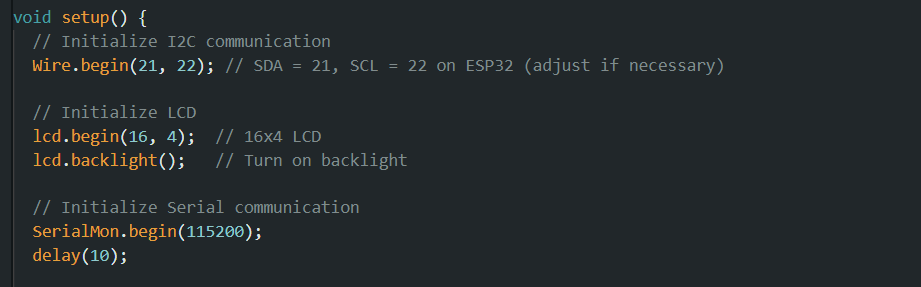 void setup() {
// Initialize I2C communication
Wire.begin(21, 22); // SDA = 21, SCL = 22 on ESP32 (adjust if necessary)
// Initialize LCD
lcd.begin(16, 4);  // 16x4 LCD
lcd.backlight();   // Turn on backlight
// Initialize Serial communication
SerialMon.begin(115200);
delay(10);